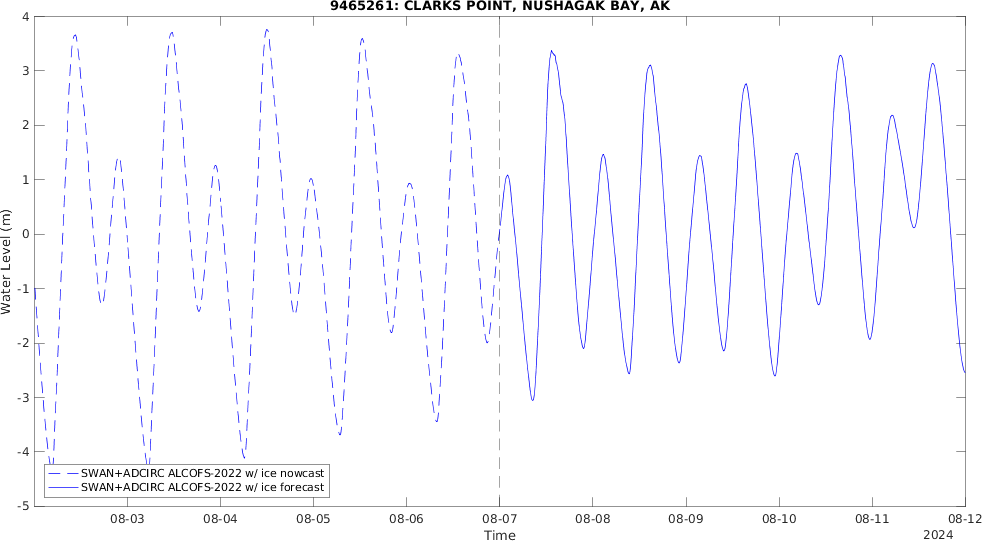 9465261: CLARKS POINT, NUSHAGAK BAY, AK
Water Level (m)
4
3
2
1
0
-1
-2
-3
-4
-5
SWAN+ADCIRC ALCOFS-2022 w/ ice nowcast
SWAN+ADCIRC ALCOFS-2022 w/ ice forecast
08-03 08-04 08-05 08-06 08-07 08-08 08-09 08-10 08-11 08-12
Time
2024